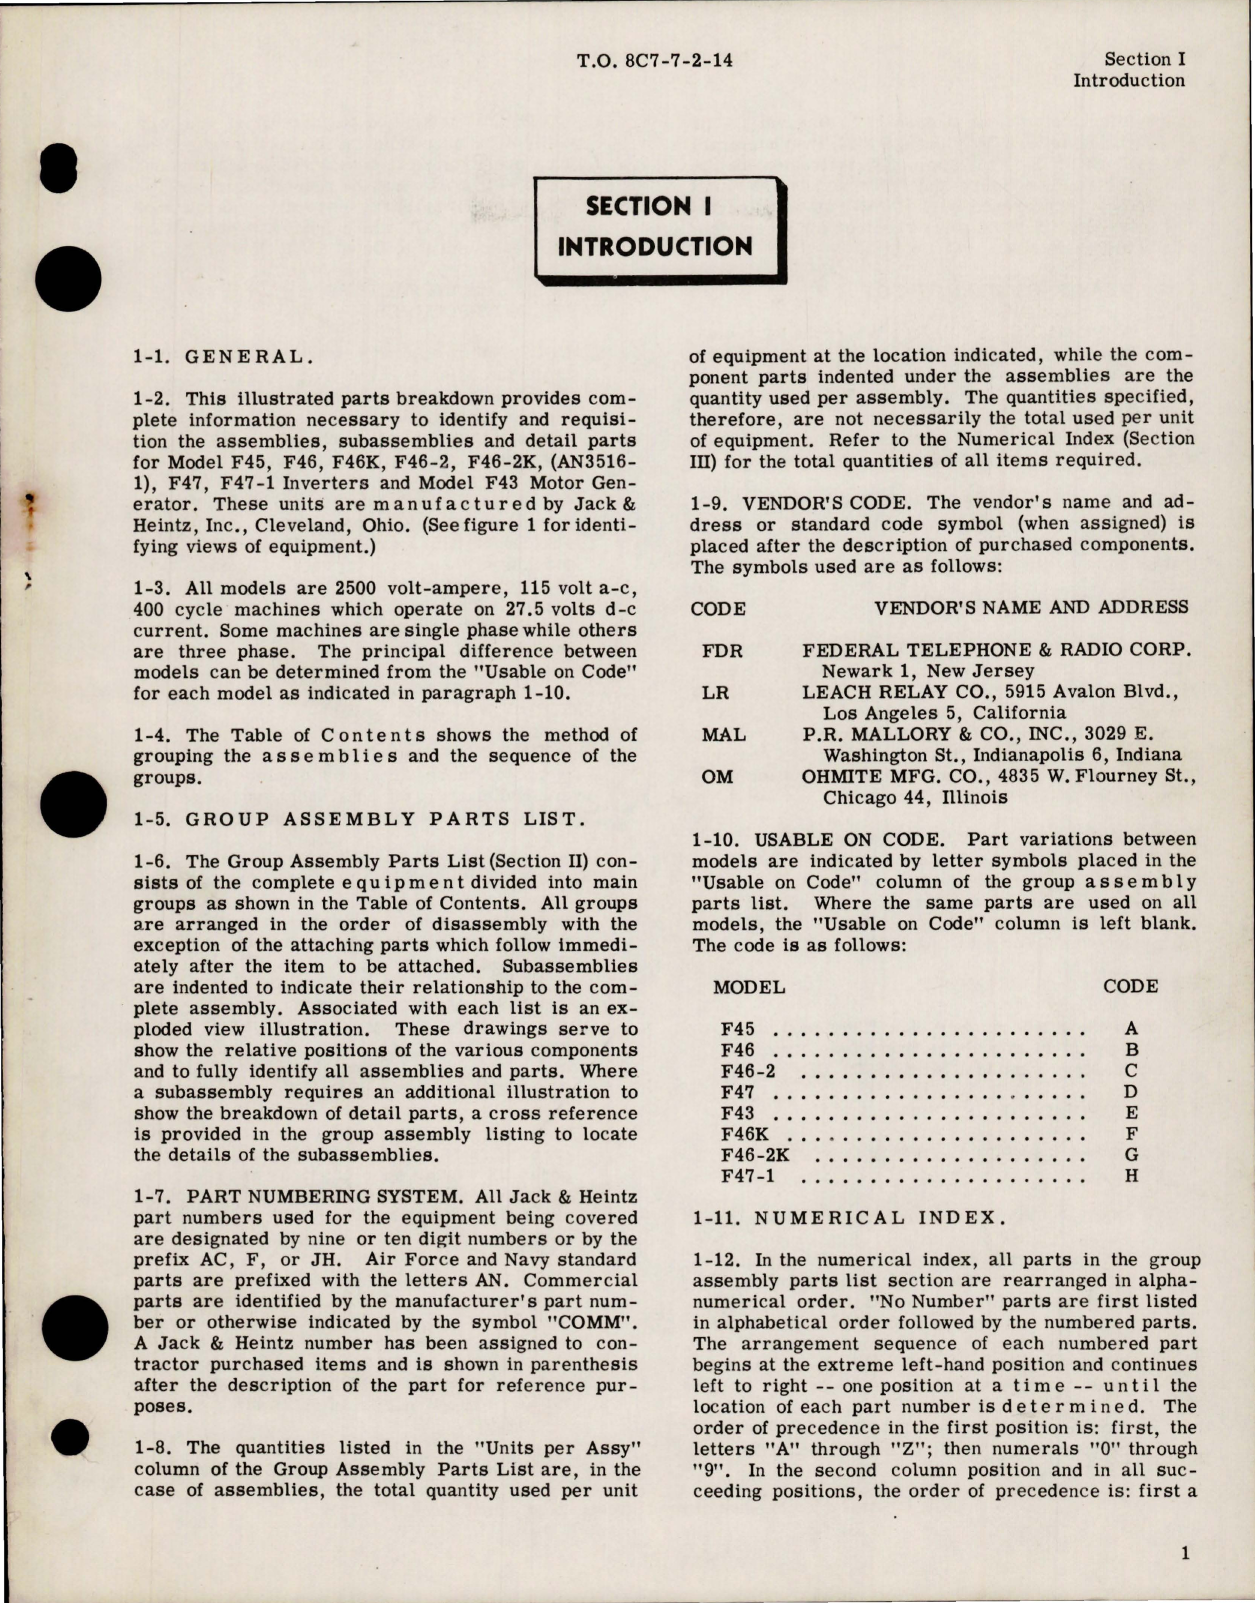 T.O. 8C7-7-2-14
Section I
Introduction
SECTION I
INTRODUCTION
1-1. GENERAL.
1-2. This illustrated parts breakdown provides com-
plete information necessary to identify and requisi-
tion the assemblies, subassemblies and detail parts
for Model F45, F46, F46K, F46-2, F46-2K, (AN3516-
1), F47, F47-1 Inverters and Model F43 Motor Gen-
erator. These units are manufactured by Jack &
Heintz, Inc., Cleveland, Ohio. (See figure 1 for identi-
fying views of equipment.)
1-3. All models are 2500 volt-ampere, 115 volt a-c,
400 cycle machines which operate on 27.5 volts d-c
current. Some machines are single phase while others
are three phase. The principal difference between
models can be determined from the "Usable on Code"
for each model as indicated in paragraph 1-10.
1-4. The Table of Contents shows the method of
grouping the assemblies and the sequence of the
groups.
1-5. GROUP ASSEMBLY PARTS LIST.
1-6. The Group Assembly Parts List (Section II) con-
sists of the complete equipment divided into main
groups as shown in the Table of Contents. All groups
are arranged in the order of disassembly with the
exception of the attaching parts which follow immedi-
ately after the item to be attached. Subassemblies
are indented to indicate their relationship to the com-
plete assembly. Associated with each list is an ex-
ploded view illustration. These drawings serve to
show the relative positions of the various components
and to fully identify all assemblies and parts. Where
a subassembly requires an additional illustration to
show the breakdown of detail parts, a cross reference
is provided in the group assembly listing to locate
the details of the subassemblies.
1-7. PART NUMBERING SYSTEM. All Jack & Heintz
part numbers used for the equipment being covered
are designated by nine or ten digit numbers or by the
prefix AC, F, or JH. Air Force and Navy standard
parts are prefixed with the letters AN. Commercial
parts are identified by the manufacturer's part num-
ber or otherwise indicated by the symbol "COMM".
A Jack & Heintz number has been assigned to con-
tractor purchased items and is shown in parenthesis
after the description of the part for reference pur-
poses.
1-8. The quantities listed in the "Units per Assy"
column of the Group Assembly Parts List are, in the
case of assemblies, the total quantity used per unit
of equipment at the location indicated, while the com-
ponent parts indented under the assemblies are the
quantity used per assembly. The quantities specified,
therefore, are not necessarily the total used per unit
of equipment. Refer to the Numerical Index (Section
III) for the total quantities of all items required.
1-9. VENDOR'S CODE. The vendor's name and ad-
dress or standard code symbol (when assigned) is
placed after the description of purchased components.
The symbols used are as follows:
CODE VENDOR'S NAME AND ADDRESS
FDR FEDERAL TELEPHONE & RADIO CORP.
Newark 1, New Jersey
LR LEACH RELAY CO., 5915 Avalon Blvd.,
Los Angeles 5, California
MAL P.R. MALLORY & CO., INC., 3029 E.
Washington St., Indianapolis 6, Indiana
OM OHMITE MFG. CO., 4835 W. Flourney St.,
Chicago 44, Illinois
1-10. USABLE ON CODE. Part variations between
models are indicated by letter symbols placed in the
"Usable on Code" column of the group assembly
parts list. Where the same parts are used on all
models, the "Usable on Code" column is left blank.
The code is as follows:
MODEL CODE
F45 ....................... A
F46 ....................... B
F46-2 ..................... C
F47 ....................... D
F43 ....................... E
F46K ...................... F
F46-2K .................... G
F47-1 ..................... H
1-11. NUMERICAL INDEX.
1-12. In the numerical index, all parts in the group
assembly parts list section are rearranged in alpha-
numerical order. "No Number" parts are first listed
in alphabetical order followed by the numbered parts.
The arrangement sequence of each numbered part
begins at the extreme left-hand position and continues
left to right -- one position at a time -- until the
location of each part number is determined. The
order of precedence in the first position is: first, the
letters "A" through "Z"; then numerals "0" through
"9". In the second column position and in all suc-
ceeding positions, the order of precedence is: first a
1